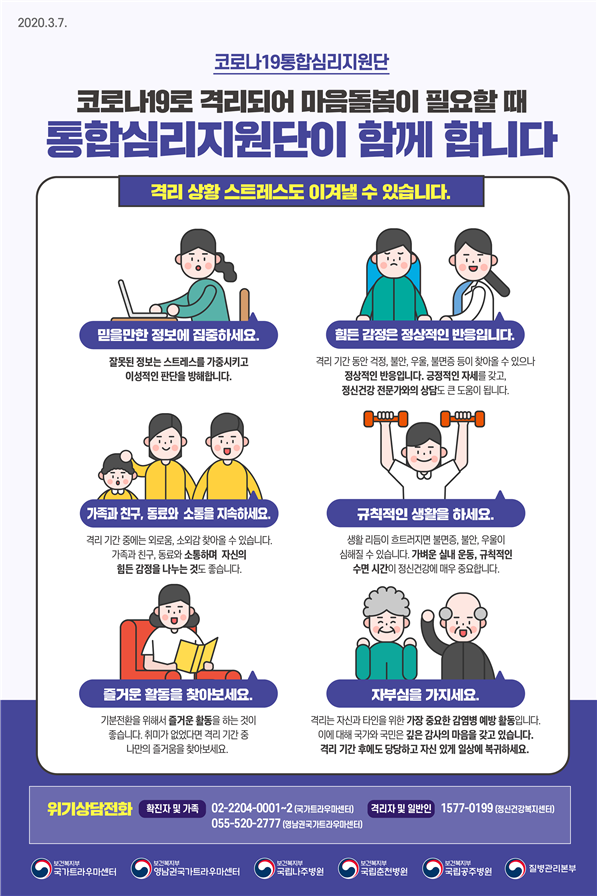 2020.3.7.
코로나19통합심리지원단
코로나19로 격리되어 마음돌봄이 필요할 때
통합심리지원단이 함께 합니다
격리 상황 스트레스도 이겨낼 수 있습니다.
믿을만한 정보에 집중하세요.
잘못된 정보는 스트레스를 가중시키고
이성적인 판단을 방해합니다.
힘든 감정은 정상적인 반응입니다.
격리 기간 동안 걱정, 불안, 우울, 불면증 등이 찾아올 수 있으나
정상적인 반응입니다. 긍정적인 자세를 갖고,
정신건강 전문가와의 상담도 큰 도움이 됩니다.
가족과 친구, 동료와 소통을 지속하세요.
격리 기간 중에는 외로움, 소외감 찾아올 수 있습니다.
가족과 친구, 동료와 소통하며 자신의
힘든 감정을 나누는 것도 좋습니다.
규칙적인 생활을 하세요.
생활 리듬이 흐트러지면 불면증, 불안, 우울이
심해질 수 있습니다. 가벼운 실내 운동, 규칙적인
수면 시간이 정신건강에 매우 중요합니다.
즐거운 활동을 찾아보세요.
기분전환을 위해서 즐거운 활동을 하는 것이
좋습니다. 취미가 없었다면 격리 기간 중
나만의 즐거움을 찾아보세요.
자부심을 가지세요.
격리는 자신과 타인을 위한 가장 중요한 감염병 예방 활동입니다.
이에 대해 국가와 국민은 깊은 감사의 마음을 갖고 있습니다.
격리 기간 후에도 당당하고 자신 있게 일상에 복귀하세요.
위기상담전화 확진자 및 가족 02-2204-0001~2 (국가트라우마센터) 격리자 및 일반인 1577-0199 (정신건강복지센터)
055-520-2777 (영남권국가트라우마센터)
보건복지부 국가트라우마센터
보건복지부 영남권국가트라우마센터
보건복지부 국립나주병원
보건복지부 국립춘천병원
보건복지부 국립공주병원
질병관리본부